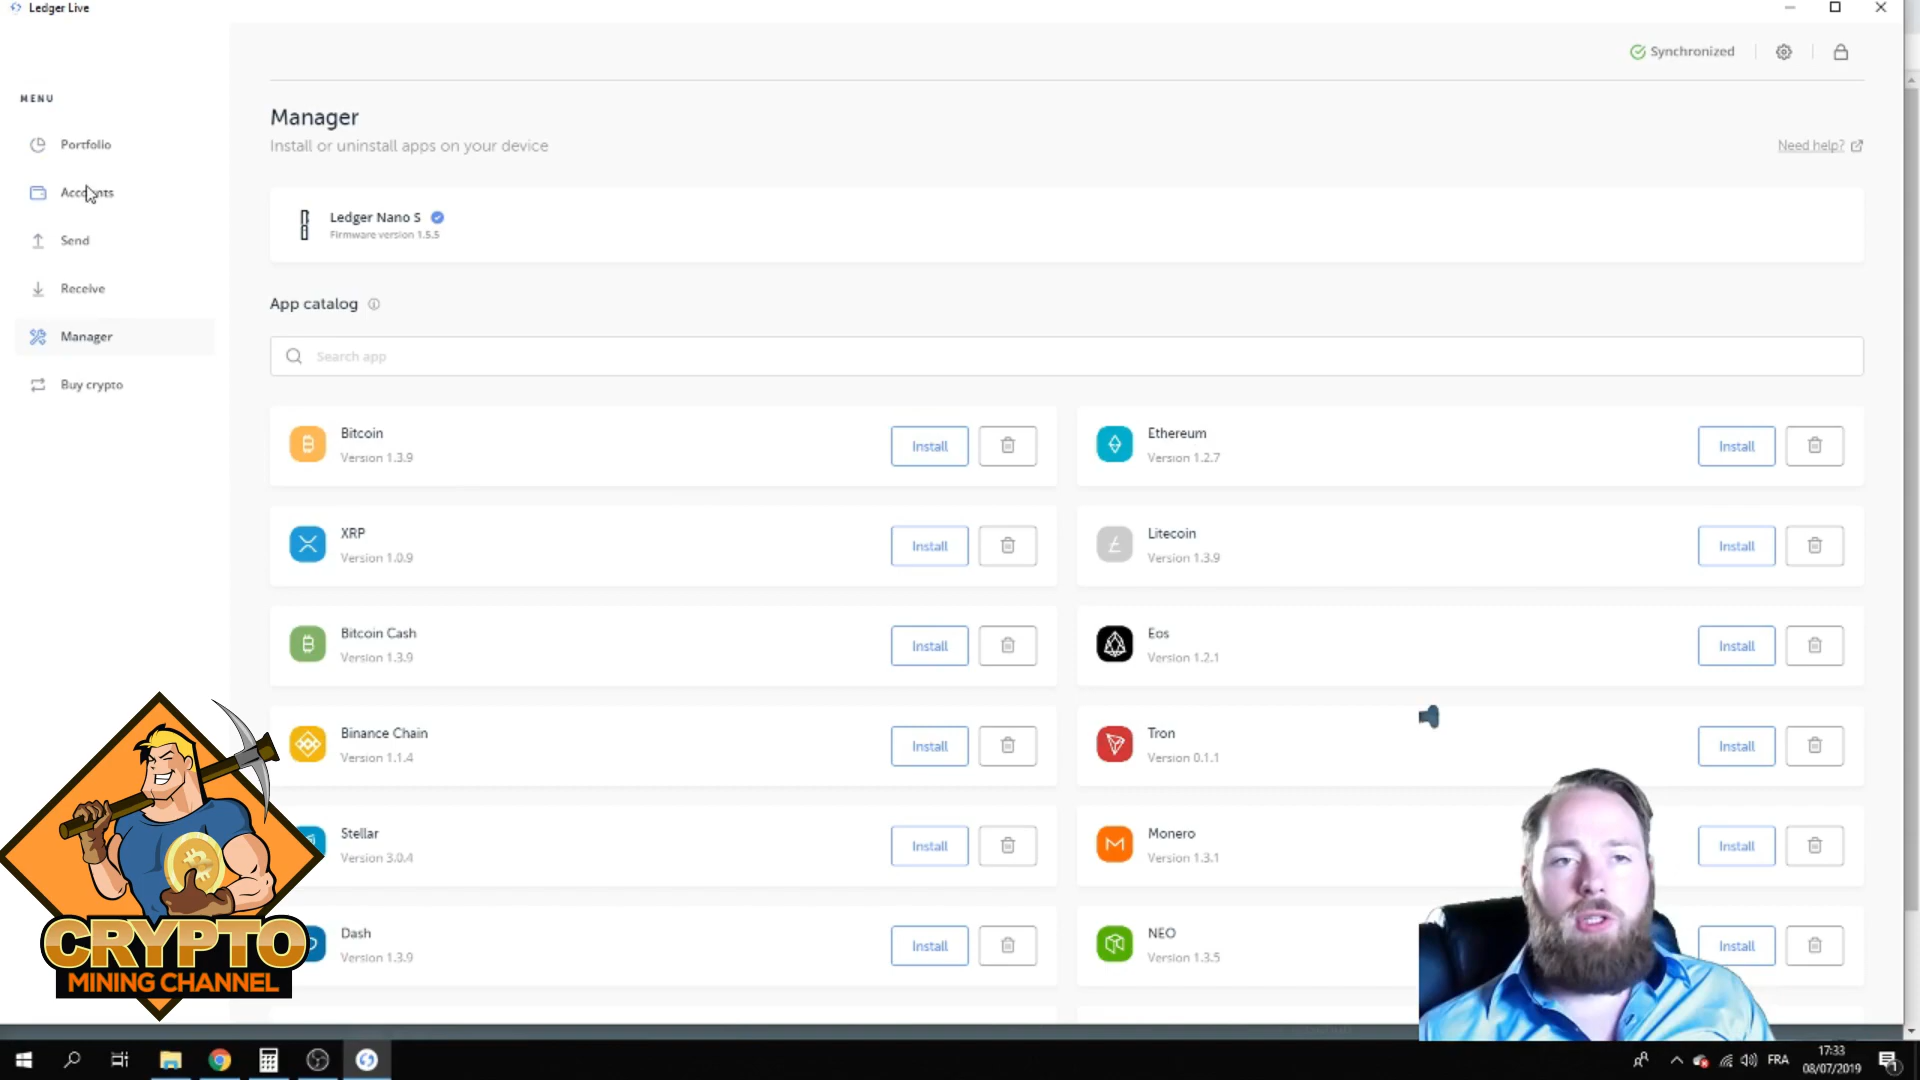 Ledger Live
Synchronized
MENU
Portfolio
Accounts
Send
Receive
Manager
Buy crypto
Manager
Install or uninstall apps on your device
Need help?
Ledger Nano S
Firmware version 1.5.5
App catalog
Search app
Bitcoin
Version 1.3.9
Install
Ethereum
Version 1.2.7
Install
XRP
Version 1.0.9
Install
Litecoin
Version 1.3.9
Install
Bitcoin Cash
Version 1.3.9
Install
Eos
Version 1.2.1
Install
Binance Chain
Version 1.1.4
Install
Tron
Version 0.1.1
Install
Stellar
Version 3.0.4
Install
Monero
Version 1.3.1
Install
Dash
Version 1.3.9
Install
NEO
Version 1.3.5
Install
CRYPTO
MINING CHANNEL
FRA
17:33
08/07/2019
1